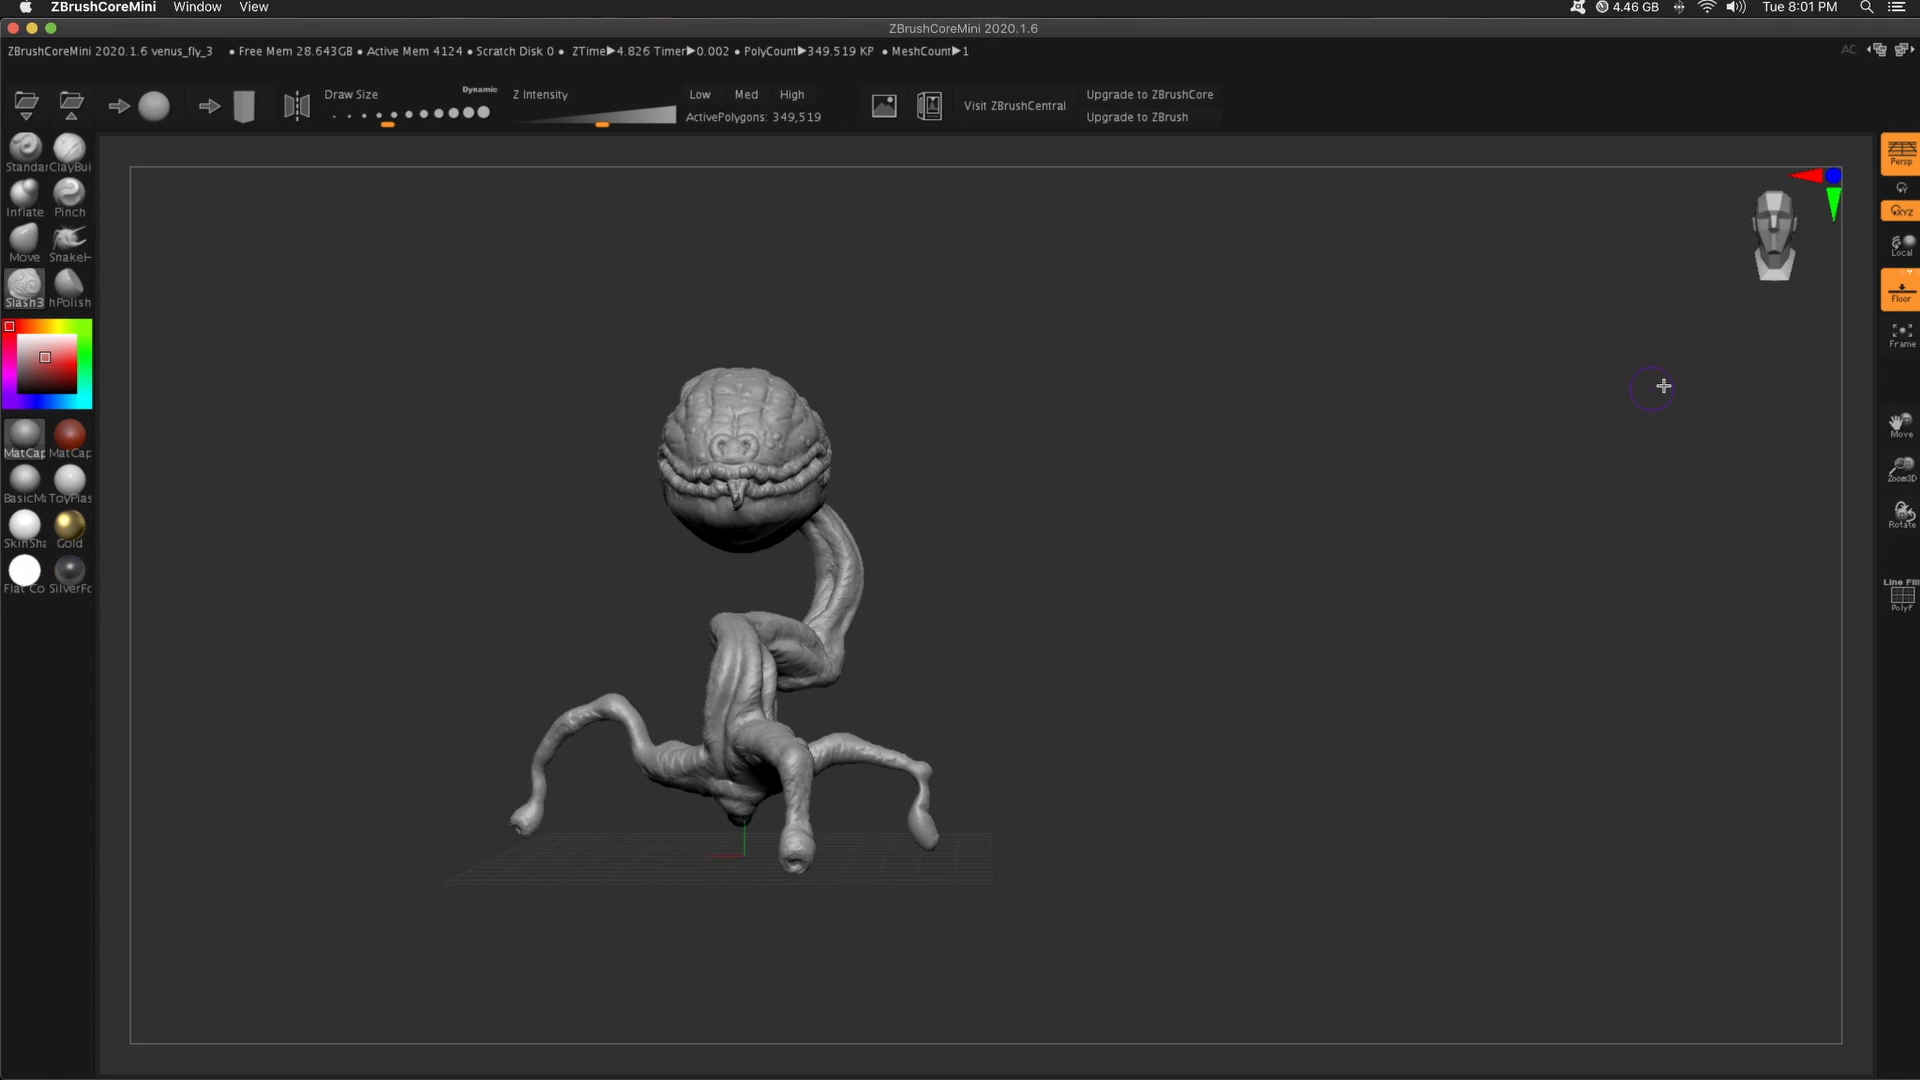 ZBrushCoreMini Window View 4.46 GB Tue 8:01 PM
ZBrushCoreMini 2020.1.6
ZBrushCoreMini 2020.1.6 venus_fly_3 • Free Mem 28.643GB • Active Mem 4124 • Scratch Disk 0 • ZTime▶4.826 Timer▶0.002 • PolyCount▶349.519 KP • MeshCount▶1
AC
Draw Size
Dynamic
Z Intensity
Low Med High
ActivePolygons: 349,519
Visit ZBrushCentral
Upgrade to ZBrushCore
Upgrade to ZBrush
Standar ClayBui
Inflate Pinch
Move SnakeH
Slash3 hPolish
MatCap MatCap
BasicMa ToyPlas
SkinSha Gold
Flat Co SilverFo
Persp
Y
XYZ
Local
Floor
Frame
Move
Zoom3D
Rotate
Line Fill
PolyF